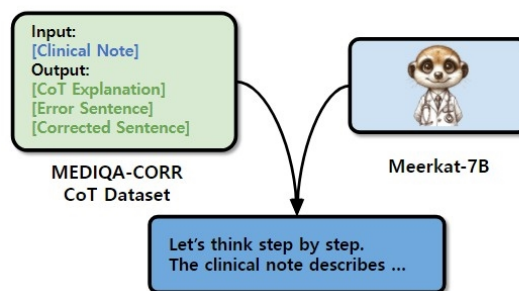 Input:
[Clinical Note]
Output:
[CoT Explanation]
[Error Sentence]
[Corrected Sentence]
MEDIQA-CORR
CoT Dataset
Meerkat-7B
Let's think step by step.
The clinical note describes ...